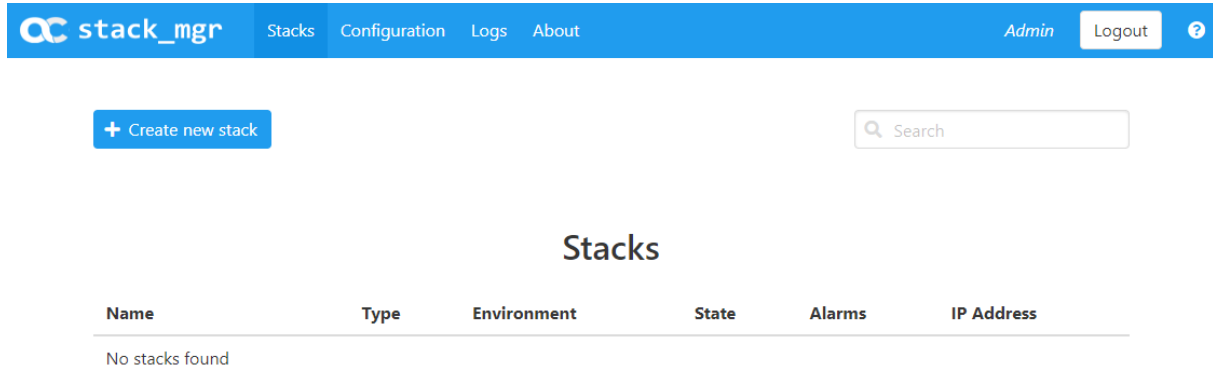 stack_mgr Stacks Configuration Logs About Admin Logout
Create new stack Search
Stacks
Name Type Environment State Alarms IP Address
No stacks found